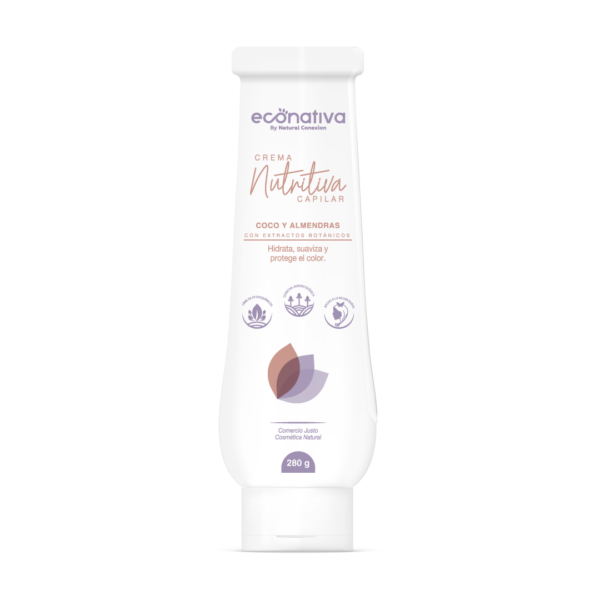 econativa
By Natural Conexion
CREMA
Nutritiva
CAPILAR
COCO Y ALMENDRAS
CON EXTRACTOS BOTÁNICOS
Hidrata, suaviza y
protege el color.
Comercio Justo
Cosmética Natural
280 g